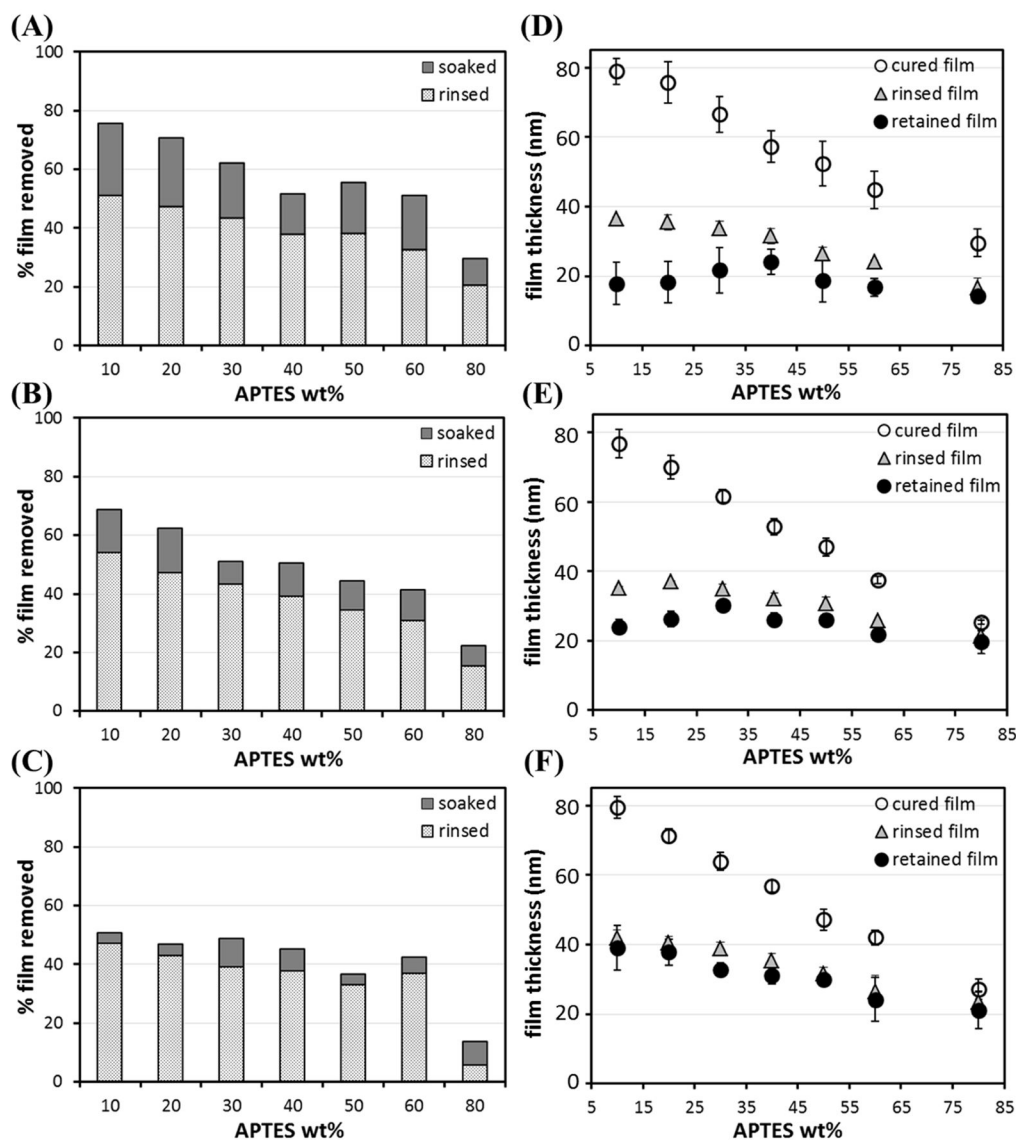 (A)
100
80
60
40
20
0
% film removed
soaked
rinsed
10 20 30 40 50 60 80
APTES wt%
(D)
80
60
40
20
0
film thickness (nm)
cured film
rinsed film
retained film
5 15 25 35 45 55 65 75 85
APTES wt%
(B)
100
80
60
40
20
0
% film removed
soaked
rinsed
10 20 30 40 50 60 80
APTES wt%
(E)
80
60
40
20
0
film thickness (nm)
cured film
rinsed film
retained film
5 15 25 35 45 55 65 75 85
APTES wt%
(C)
100
80
60
40
20
0
% film removed
soaked
rinsed
10 20 30 40 50 60 80
APTES wt%
(F)
80
60
40
20
0
film thickness (nm)
cured film
rinsed film
retained film
5 15 25 35 45 55 65 75 85
APTES wt%